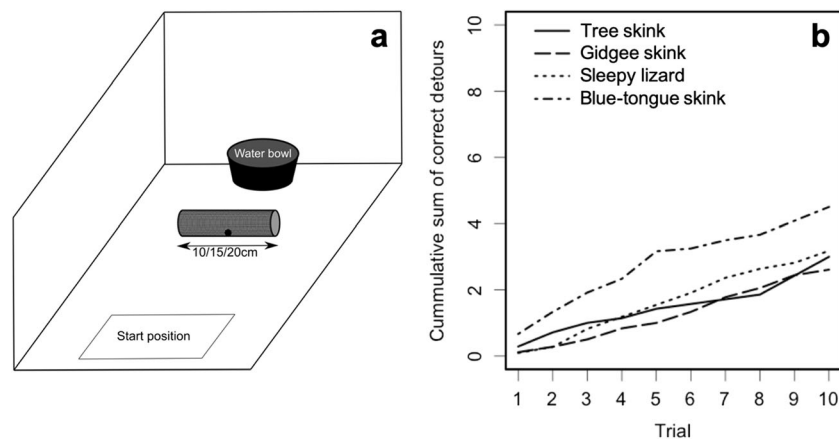 a
Water bowl
10/15/20cm
Start position
b
Tree skink
Gidgee skink
Sleepy lizard
Blue-tongue skink
Cummulative sum of correct detours
10
8
6
4
2
0
1 2 3 4 5 6 7 8 9 10
Trial